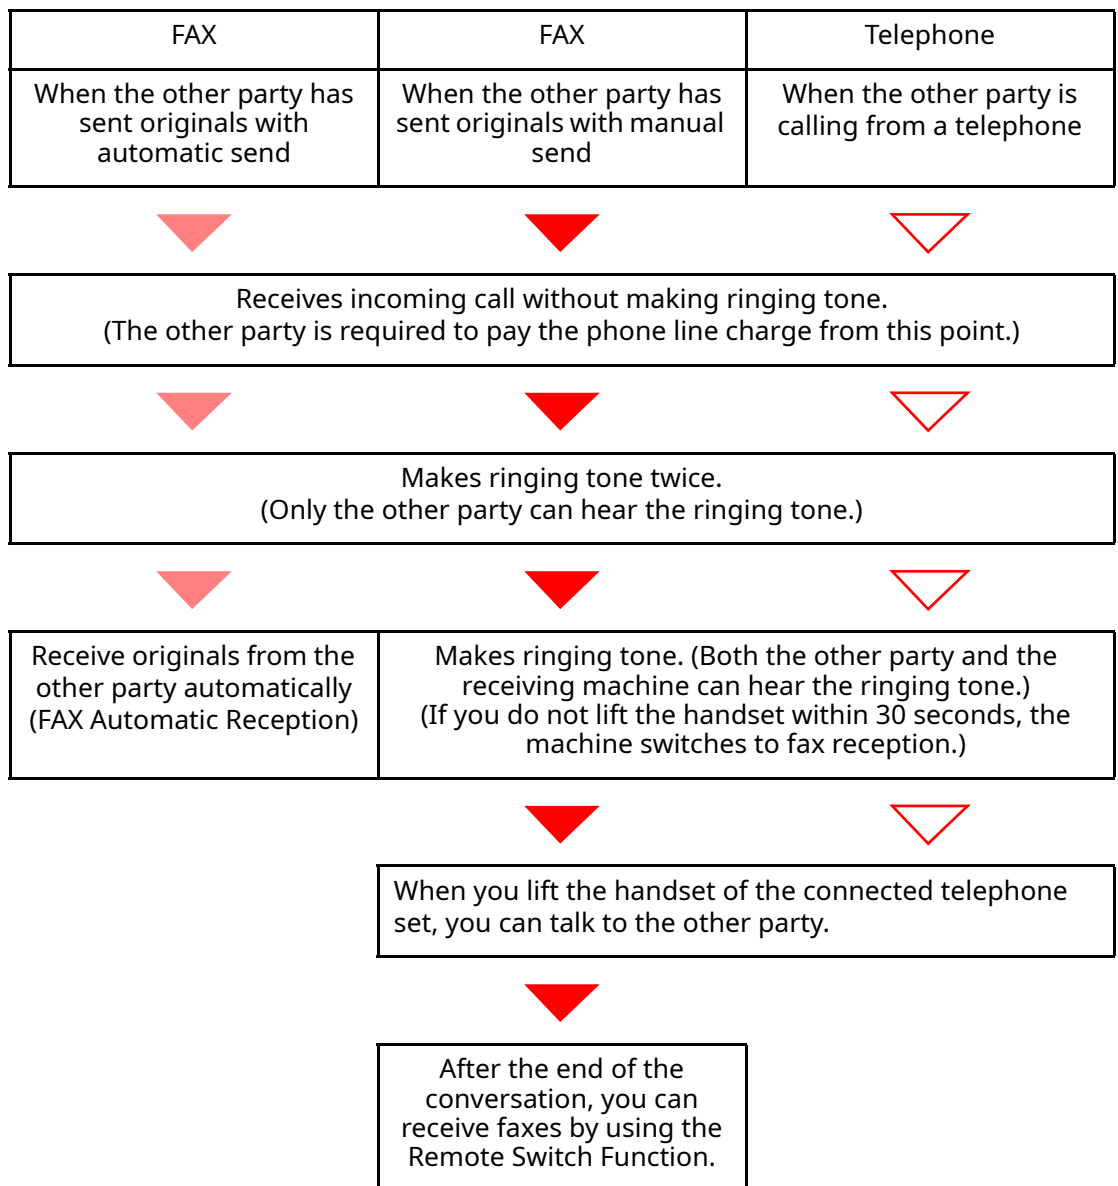 FAX
FAX
Telephone
When the other party has
sent originals with
automatic send
When the other party has
sent originals with manual
send
When the other party is
calling from a telephone
Receives incoming call without making ringing tone.
(The other party is required to pay the phone line charge from this point.)
Makes ringing tone twice.
(Only the other party can hear the ringing tone.)
Receive originals from the
other party automatically
(FAX Automatic Reception)
Makes ringing tone. (Both the other party and the
receiving machine can hear the ringing tone.)
(If you do not lift the handset within 30 seconds, the
machine switches to fax reception.)
When you lift the handset of the connected telephone
set, you can talk to the other party.
After the end of the
conversation, you can
receive faxes by using the
Remote Switch Function.